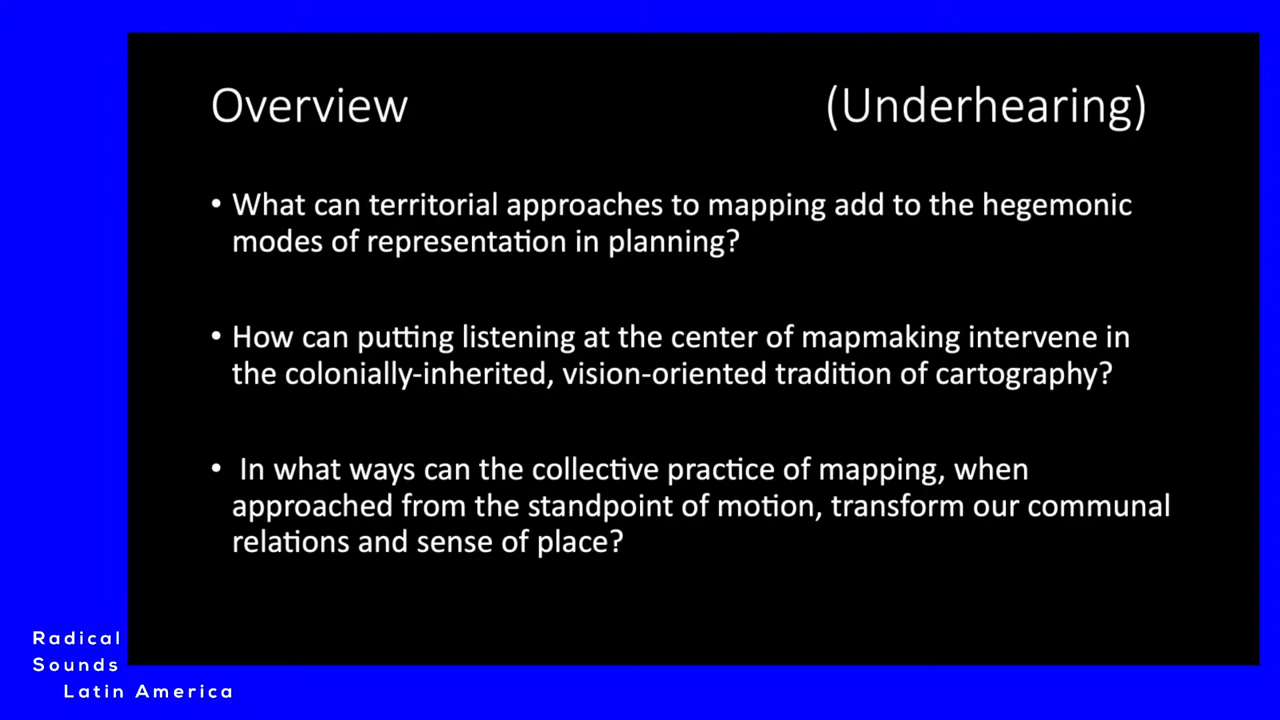 Overview (Underhearing)
• What can territorial approaches to mapping add to the hegemonic
modes of representation in planning?
• How can putting listening at the center of mapmaking intervene in
the colonially-inherited, vision-oriented tradition of cartography?
• In what ways can the collective practice of mapping, when
approached from the standpoint of motion, transform our communal
relations and sense of place?
Radical
Sounds
Latin America